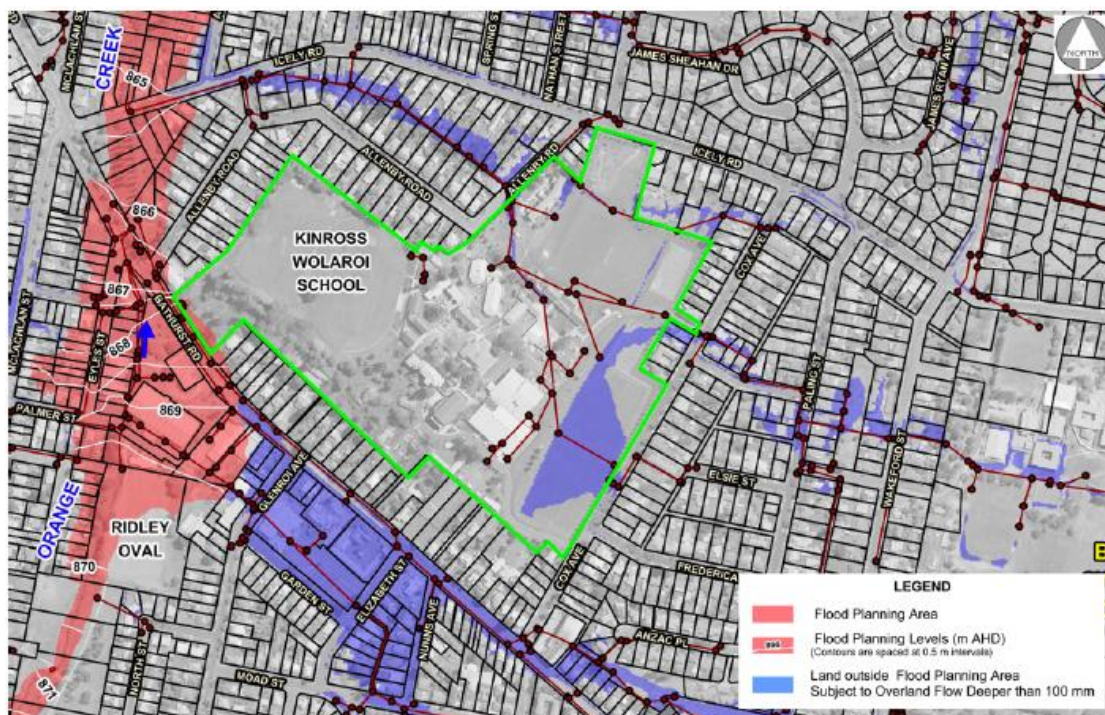 MCLACHLAN ST
CREEK
865
ICELY RD
SPRING ST
NATHAN STREET
JAMES SHEAHAN DR
JAMES RYAN AVE
NORTH
ALLENBY ROAD
ALLENBY ROAD
ALLENBY RD
ICELY RD
866
KINROSS
WOLAROI
SCHOOL
COX AVE
867
MCLACHLAN ST
EYLES ST
868
BATHURST RD
PALING ST
869
PALMER ST
WAKEFORD ST
GLENROI AVE
ELSIE ST
ORANGE
RIDLEY
OVAL
870
GARDEN ST
ELIZABETH ST
NUNNS AVE
COX AVE
FREDERICA
B
ANZAC PL
NORTH ST
MOAD ST
871
LEGEND
Flood Planning Area
Flood Planning Levels (m AHD)
(Contours are spaced at 0.5 m intervals)
Land outside Flood Planning Area
Subject to Overland Flow Deeper than 100 mm